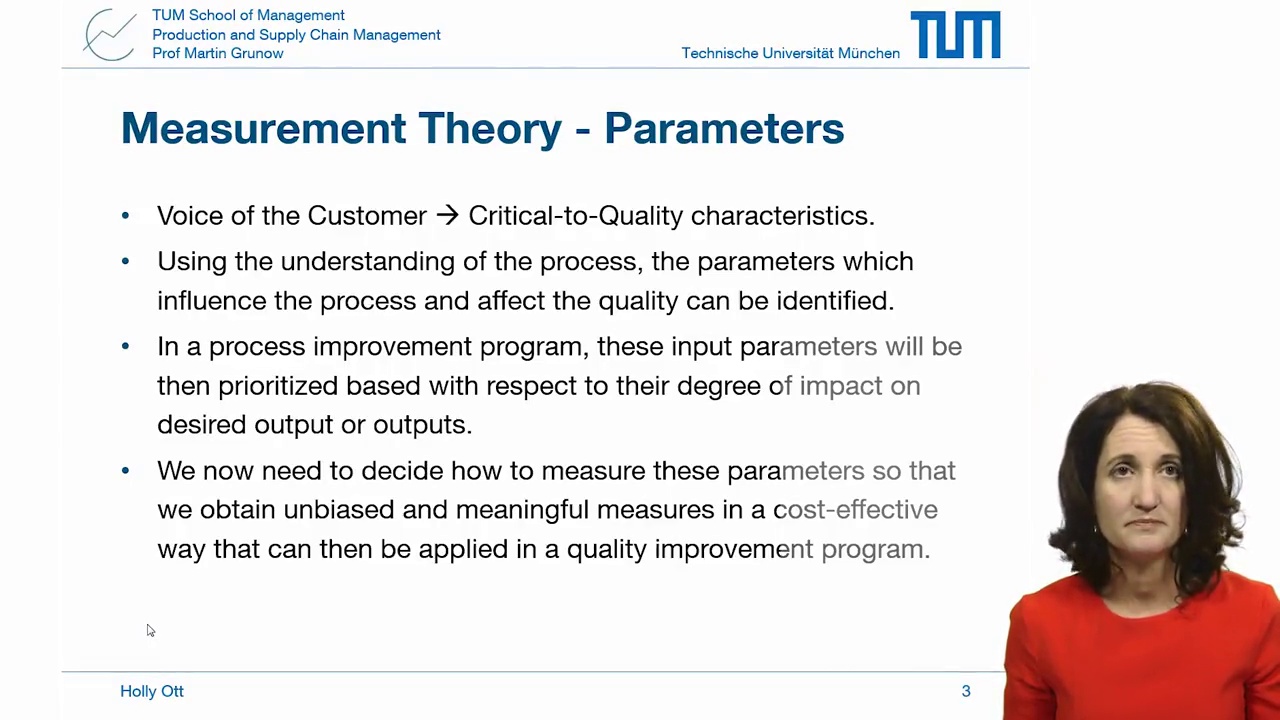 TUM School of Management
Production and Supply Chain Management
Prof Martin Grunow
Technische Universität München
TUM
Measurement Theory - Parameters
• Voice of the Customer → Critical-to-Quality characteristics.
• Using the understanding of the process, the parameters which
influence the process and affect the quality can be identified.
• In a process improvement program, these input parameters will be
then prioritized based with respect to their degree of impact on
desired output or outputs.
• We now need to decide how to measure these parameters so that
we obtain unbiased and meaningful measures in a cost-effective
way that can then be applied in a quality improvement program.
Holly Ott
3